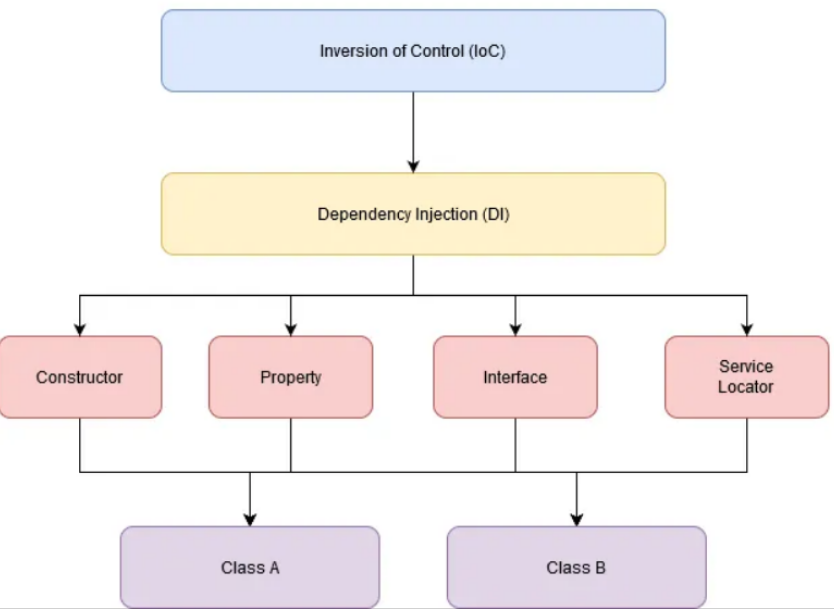 Inversion of Control (IoC)
Dependency Injection (DI)
Constructor
Property
Interface
Service
Locator
Class A
Class B